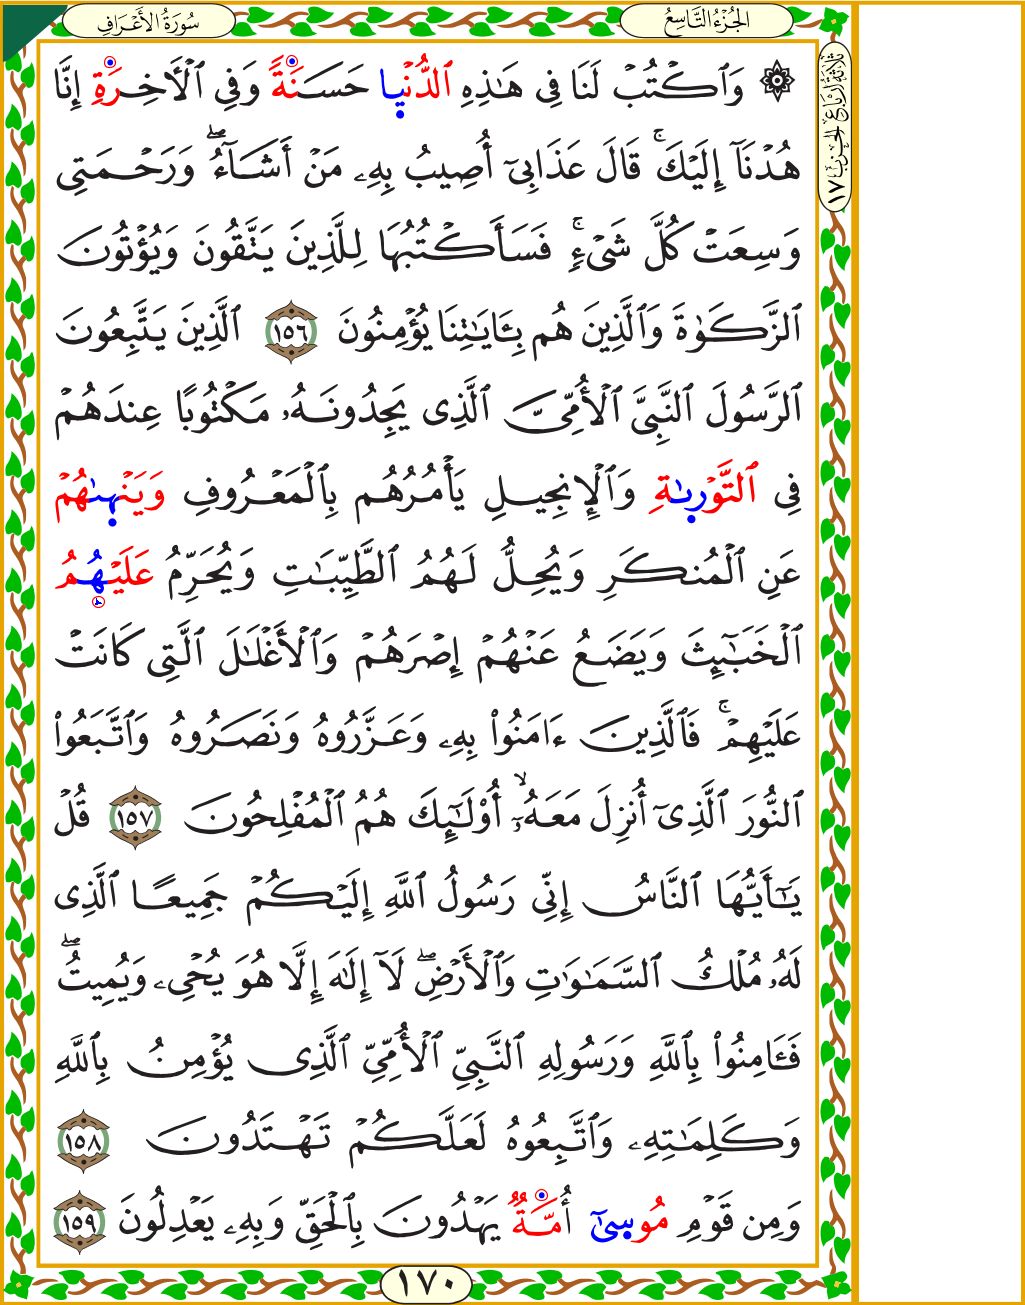 سُورَةُ الأَعْرَافِ
الجُزْءُ التَّاسِعُ
ثَلَاثَةُ أَرْبَاعِ الحِزْبِ ١٧
۞ وَٱكْتُبْ لَنَا فِى هَـٰذِهِ ٱلدُّنْيَا حَسَنَةً وَفِى ٱلْـَٔاخِرَةِ إِنَّا
هُدْنَآ إِلَيْكَ ۚ قَالَ عَذَابِىٓ أُصِيبُ بِهِۦ مَنْ أَشَآءُ ۖ وَرَحْمَتِى
وَسِعَتْ كُلَّ شَىْءٍ ۚ فَسَأَكْتُبُهَا لِلَّذِينَ يَتَّقُونَ وَيُؤْتُونَ
ٱلزَّكَوٰةَ وَٱلَّذِينَ هُم بِـَٔايَـٰتِنَا يُؤْمِنُونَ ١٥٦ ٱلَّذِينَ يَتَّبِعُونَ
ٱلرَّسُولَ ٱلنَّبِىَّ ٱلْأُمِّىَّ ٱلَّذِى يَجِدُونَهُۥ مَكْتُوبًا عِندَهُمْ
فِى ٱلتَّوْرَىٰةِ وَٱلْإِنجِيلِ يَأْمُرُهُم بِٱلْمَعْرُوفِ وَيَنْهَىٰهُمْ
عَنِ ٱلْمُنكَرِ وَيُحِلُّ لَهُمُ ٱلطَّيِّبَـٰتِ وَيُحَرِّمُ عَلَيْهُمُ
ٱلْخَبَـٰٓئِثَ وَيَضَعُ عَنْهُمْ إِصْرَهُمْ وَٱلْأَغْلَـٰلَ ٱلَّتِى كَانَتْ
عَلَيْهِمْ ۚ فَٱلَّذِينَ ءَامَنُوا۟ بِهِۦ وَعَزَّرُوهُ وَنَصَرُوهُ وَٱتَّبَعُوا۟
ٱلنُّورَ ٱلَّذِىٓ أُنزِلَ مَعَهُۥٓ ۙ أُو۟لَـٰٓئِكَ هُمُ ٱلْمُفْلِحُونَ ١٥٧ قُلْ
يَـٰٓأَيُّهَا ٱلنَّاسُ إِنِّى رَسُولُ ٱللَّهِ إِلَيْكُمْ جَمِيعًا ٱلَّذِى
لَهُۥ مُلْكُ ٱلسَّمَـٰوَٰتِ وَٱلْأَرْضِ ۖ لَآ إِلَـٰهَ إِلَّا هُوَ يُحْىِۦ وَيُمِيتُ ۖ
فَـَٔامِنُوا۟ بِٱللَّهِ وَرَسُولِهِ ٱلنَّبِىِّ ٱلْأُمِّىِّ ٱلَّذِى يُؤْمِنُ بِٱللَّهِ
وَكَلِمَـٰتِهِۦ وَٱتَّبِعُوهُ لَعَلَّكُمْ تَهْتَدُونَ ١٥٨
وَمِن قَوْمِ مُوسَىٰٓ أُمَّةٌ يَهْدُونَ بِٱلْحَقِّ وَبِهِۦ يَعْدِلُونَ ١٥٩
١٧٠